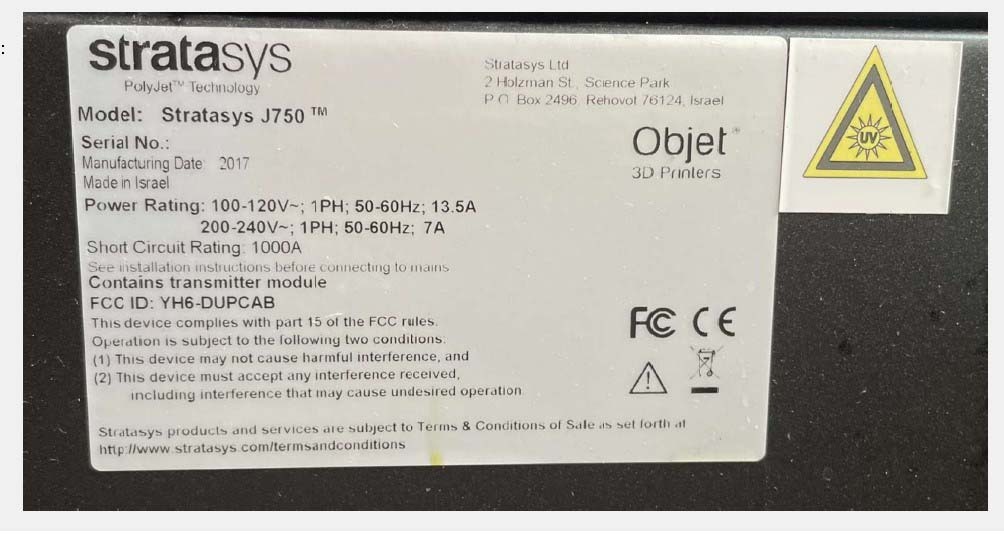 :
stratasys
PolyJet™ Technology
Model: Stratasys J750 ™
Serial No.:
Manufacturing Date: 2017
Made in Israel
Power Rating: 100-120V~; 1PH; 50-60Hz; 13.5A
200-240V~; 1PH; 50-60Hz; 7A
Short Circuit Rating: 1000A
See installation instructions before connecting to mains
Contains transmitter module
FCC ID: YH6-DUPCAB
This device complies with part 15 of the FCC rules.
Operation is subject to the following two conditions:
(1) This device may not cause harmful interference, and
(2) This device must accept any interference received,
including interference that may cause undesired operation.
Stratasys products and services are subject to Terms & Conditions of Sale as set forth at
http://www.stratasys.com/termsandconditions
Stratasys Ltd
2 Holzman St., Science Park
P.O. Box 2496, Rehovot 76124, Israel
Objet®
3D Printers
FC CE
UV